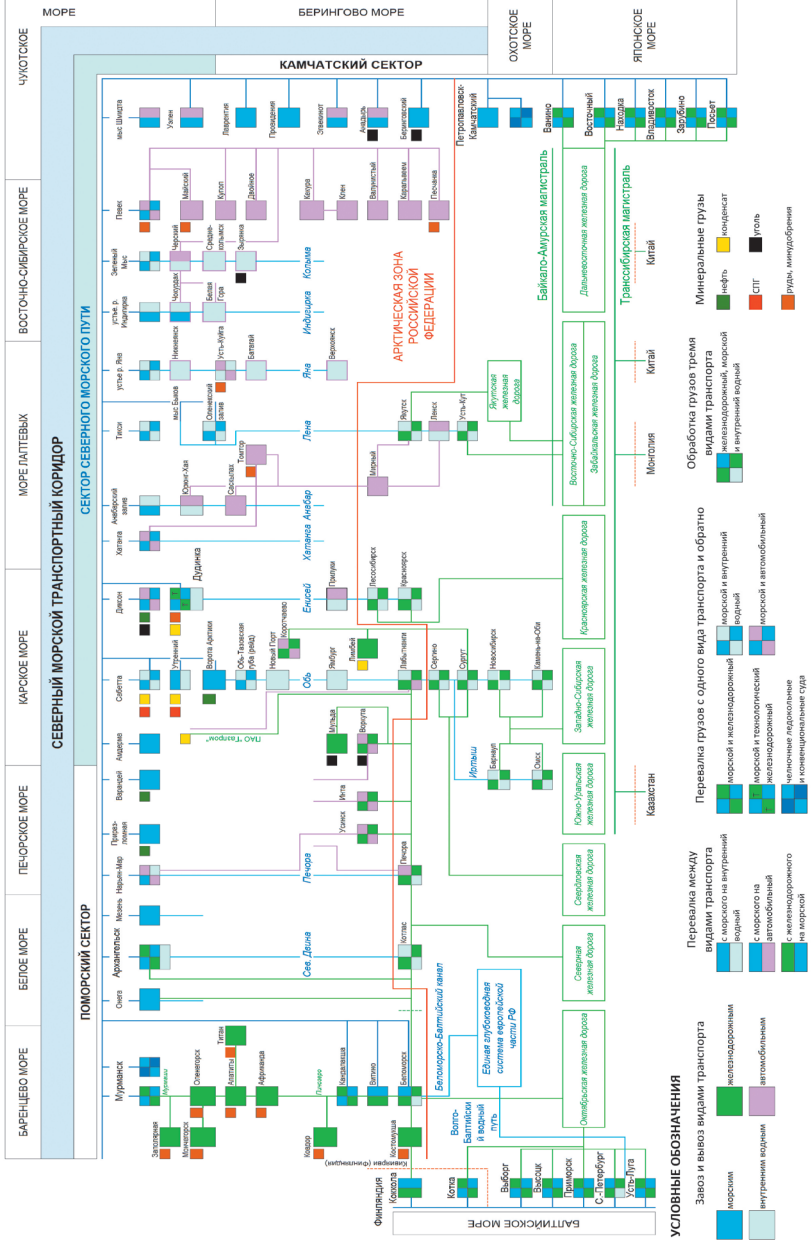 БАРЕНЦЕВО МОРЕ
БЕЛОЕ МОРЕ
ПЕЧОРСКОЕ МОРЕ
КАРСКОЕ МОРЕ
МОРЕ ЛАПТЕВЫХ
ВОСТОЧНО-СИБИРСКОЕ МОРЕ
ЧУКОТСКОЕ
МОРЕ
БЕРИНГОВО МОРЕ
ОХОТСКОЕ
МОРЕ
ЯПОНСКОЕ
МОРЕ
СЕВЕРНЫЙ МОРСКОЙ ТРАНСПОРТНЫЙ КОРИДОР
ПОМОРСКИЙ СЕКТОР
СЕКТОР СЕВЕРНОГО МОРСКОГО ПУТИ
КАМЧАТСКИЙ СЕКТОР
Мурманск
Онега
Архангельск
Мезень
Нарьян-Мар
Прираз-
ломная
Варандей
Амдерма
Сабетта
Диксон
Хатанга
Анабарский
залив
Тикси
устье р. Яна
устье р.
Индигирка
Зеленый
Мыс
Певек
мыс Шмидта
Уэлен
Лаврентия
Провидения
Эгвекинот
Анадырь
Беринговский
Петропавловск-
Камчатский
Ванино
Восточный
Находка
Владивосток
Зарубино
Посьет
Мурмаши
Заполярная
Оленегорск
Мончегорск
Титан
Апатиты
Африканда
Пинозеро
Ковдор
Кандалакша
Витино
Беломорск
Костомукша
Кивиярви (Финляндия)
Сев. Двина
Котлас
Печора
Печора
Усинск
Инта
Воркута
Мульда
ПАО "Газпром"
Утренний
Ворота Арктики
Обь-Тазовская
губа (рейд)
Новый Порт
Коротчаево
Ямбург
Обь
Лимбей
Лабытнанги
Сергино
Сургут
Новосибирск
Камень-на-Оби
Иртыш
Барнаул
Омск
Дудинка
Енисей
Прилуки
Лесосибирск
Красноярск
Хатанга
Анабар
Юрюнг-Хая
Саскылах
Томтор
Мирный
мыс Быков
Оленекский
залив
Лена
Якутск
Ленск
Усть-Кут
Нижнеянск
Усть-Куйга
Батагай
Яна
Верхоянск
Чокурдах
Белая
Гора
Индигирка
Черский
Средне-
колымск
Зырянка
Колыма
Майский
Купол
Двойное
Кекура
Клен
Валунистый
Каральвеем
Песчанка
АРКТИЧЕСКАЯ ЗОНА
РОССИЙСКОЙ
ФЕДЕРАЦИИ
Беломорско-Балтийский канал
Единая глубоководная
система европейской
части РФ
Волго-
Балтийски
й водный
путь
Октябрьская железная дорога
Северная
железная дорога
Свердловская
железная дорога
Южно-Уральская
железная дорога
Западно-Сибирская
железная дорога
Красноярская железная дорога
Восточно-Сибирская железная дорога
Забайкальская железная дорога
Якутская
железная
дорога
Дальневосточная железная дорога
Байкало-Амурская магистраль
Транссибирская магистраль
Казахстан
Монголия
Китай
Китай
Финляндия
Коккола
Котка
Выборг
Высоцк
Приморск
С.-Петербург
Усть-Луга
БАЛТИЙСКОЕ МОРЕ
УСЛОВНЫЕ ОБОЗНАЧЕНИЯ
Завоз и вывоз видами транспорта
морским
железнодорожным
внутренним водным
автомобильным
Перевалка между
видами транспорта
с морского на внутренний
водный
с морского на
автомобильный
с железнодорожного
на морской
Перевалка грузов с одного вида транспорта и обратно
морской и железнодорожный
морской и технологический
железнодорожный
челночные ледокольные
и конвенциональные суда
морской и внутренний
водный
морской и автомобильный
Обработка грузов тремя
видами транспорта
железнодорожный, морской
и внутренний водный
Минеральные грузы
нефть
конденсат
СПГ
уголь
руды, минудобрения